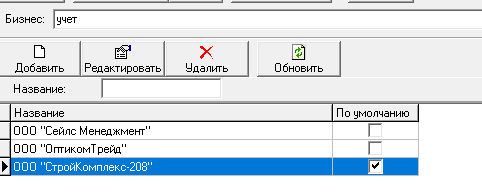 Бизнес: учет
Добавить Редактировать Удалить Обновить
Название:
Название По умолчанию
ООО "Сейлс Менеджмент"
ООО "ОптикомТрейд"
ООО "СтройКомплекс-208"